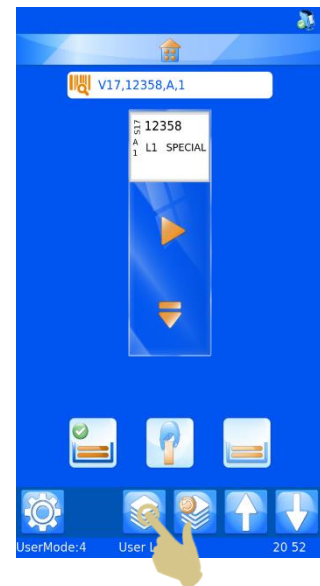 V17,12358,A,1
S17
A
1
12358
L1 SPECIAL
UserMode:4
User L
20 52